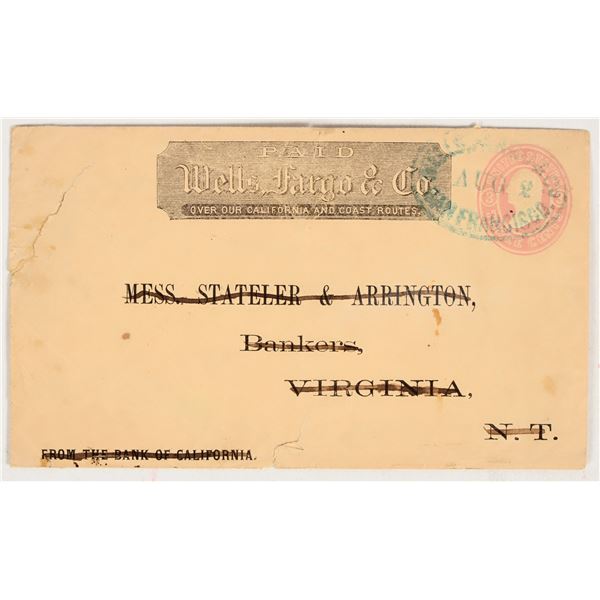 PAID
Wells, Fargo & Co.
OVER OUR CALIFORNIA AND COAST ROUTES.
AUG 2
SAN FRANCISCO
MESS. STATELER & ARRINGTON,
Bankers,
VIRGINIA,
N. T.
FROM THE BANK OF CALIFORNIA.